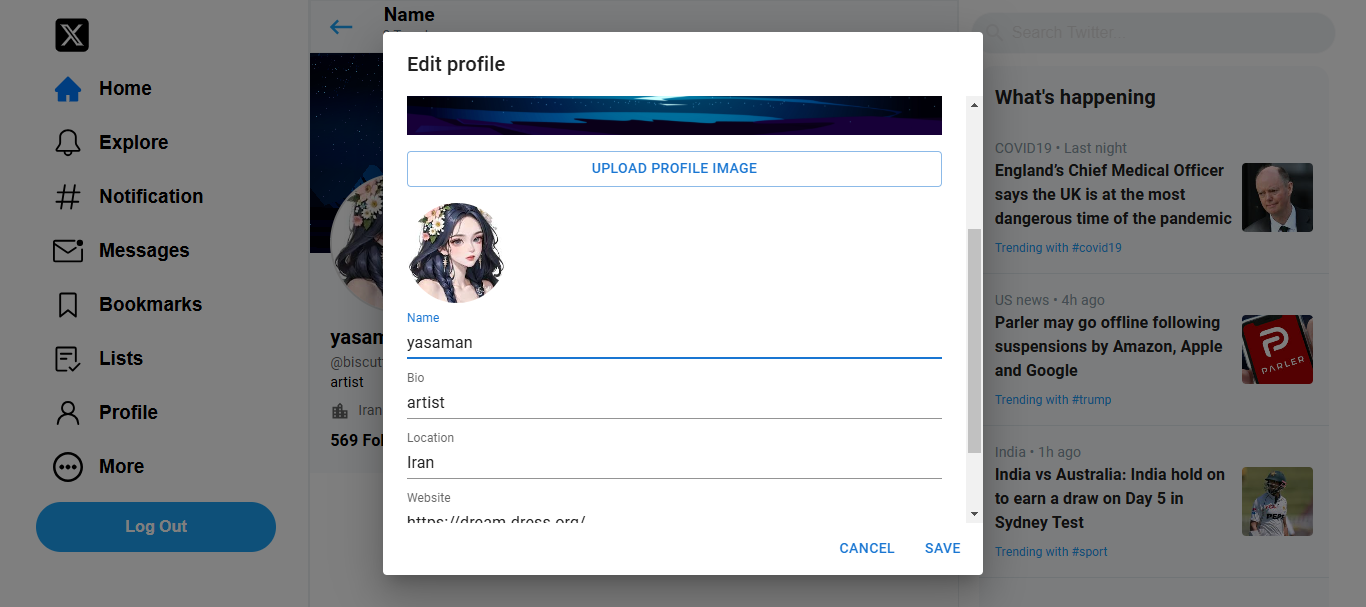 Home
Explore
Notification
Messages
Bookmarks
Lists
Profile
More
Log Out
Name
yasam
@biscut
artist
Iran
569 Fol
Edit profile
UPLOAD PROFILE IMAGE
Name
yasaman
Bio
artist
Location
Iran
Website
https://dream-dress.org/
CANCEL
SAVE
Search Twitter
What's happening
COVID19 • Last night
England’s Chief Medical Officer
says the UK is at the most
dangerous time of the pandemic
Trending with #covid19
US news • 4h ago
Parler may go offline following
suspensions by Amazon, Apple
and Google
Trending with #trump
PARLER
India • 1h ago
India vs Australia: India hold on
to earn a draw on Day 5 in
Sydney Test
Trending with #sport